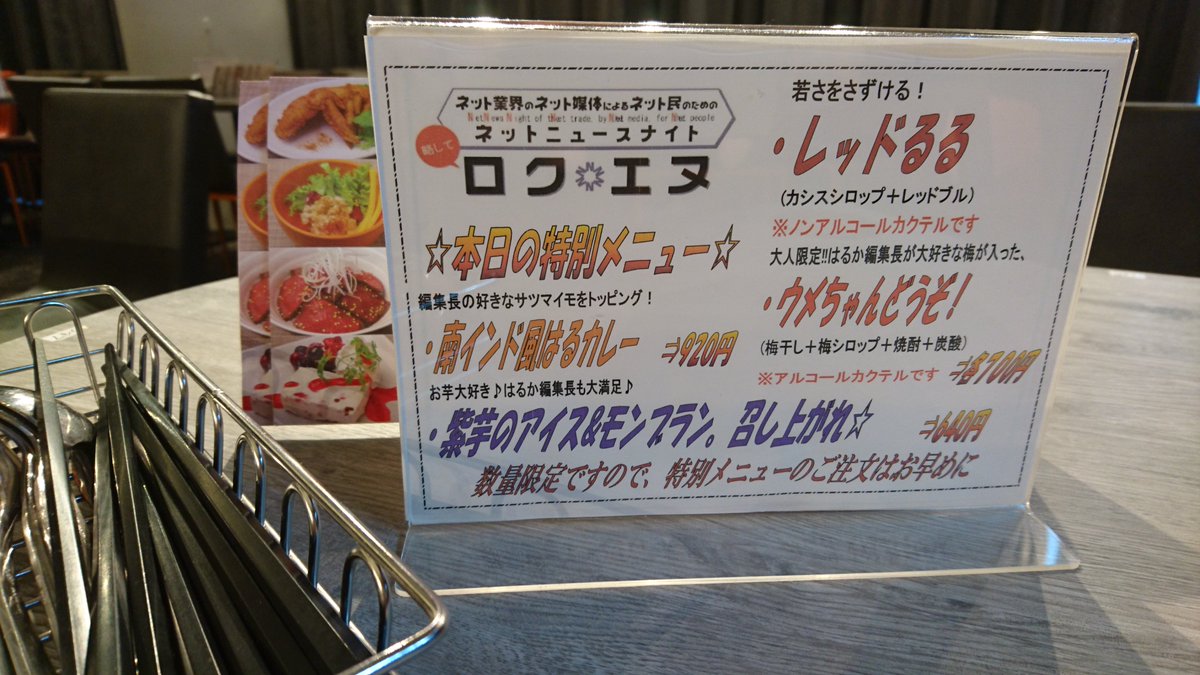 ネット業界のネット媒体によるネット民のための
NetNews Night of tNet trade, by Net media, for Net people
ネットニュースナイト
略して
ロクエヌ
☆本日の特別メニュー☆
編集長の好きなサツマイモをトッピング！
・南インド風はるカレー ⇒920円
お芋大好き♪はるか編集長も大満足♪
・紫芋のアイス&モンブラン。召し上がれ☆ ⇒640円
若さをさずける！
・レッドるる
(カシスシロップ＋レッドブル)
※ノンアルコールカクテルです
大人限定!!はるか編集長が大好きな梅が入った、
・ウメちゃんどうぞ！
(梅干し＋梅シロップ＋焼酎＋炭酸)
※アルコールカクテルです ⇒各700円
数量限定ですので、特別メニューのご注文はお早めに